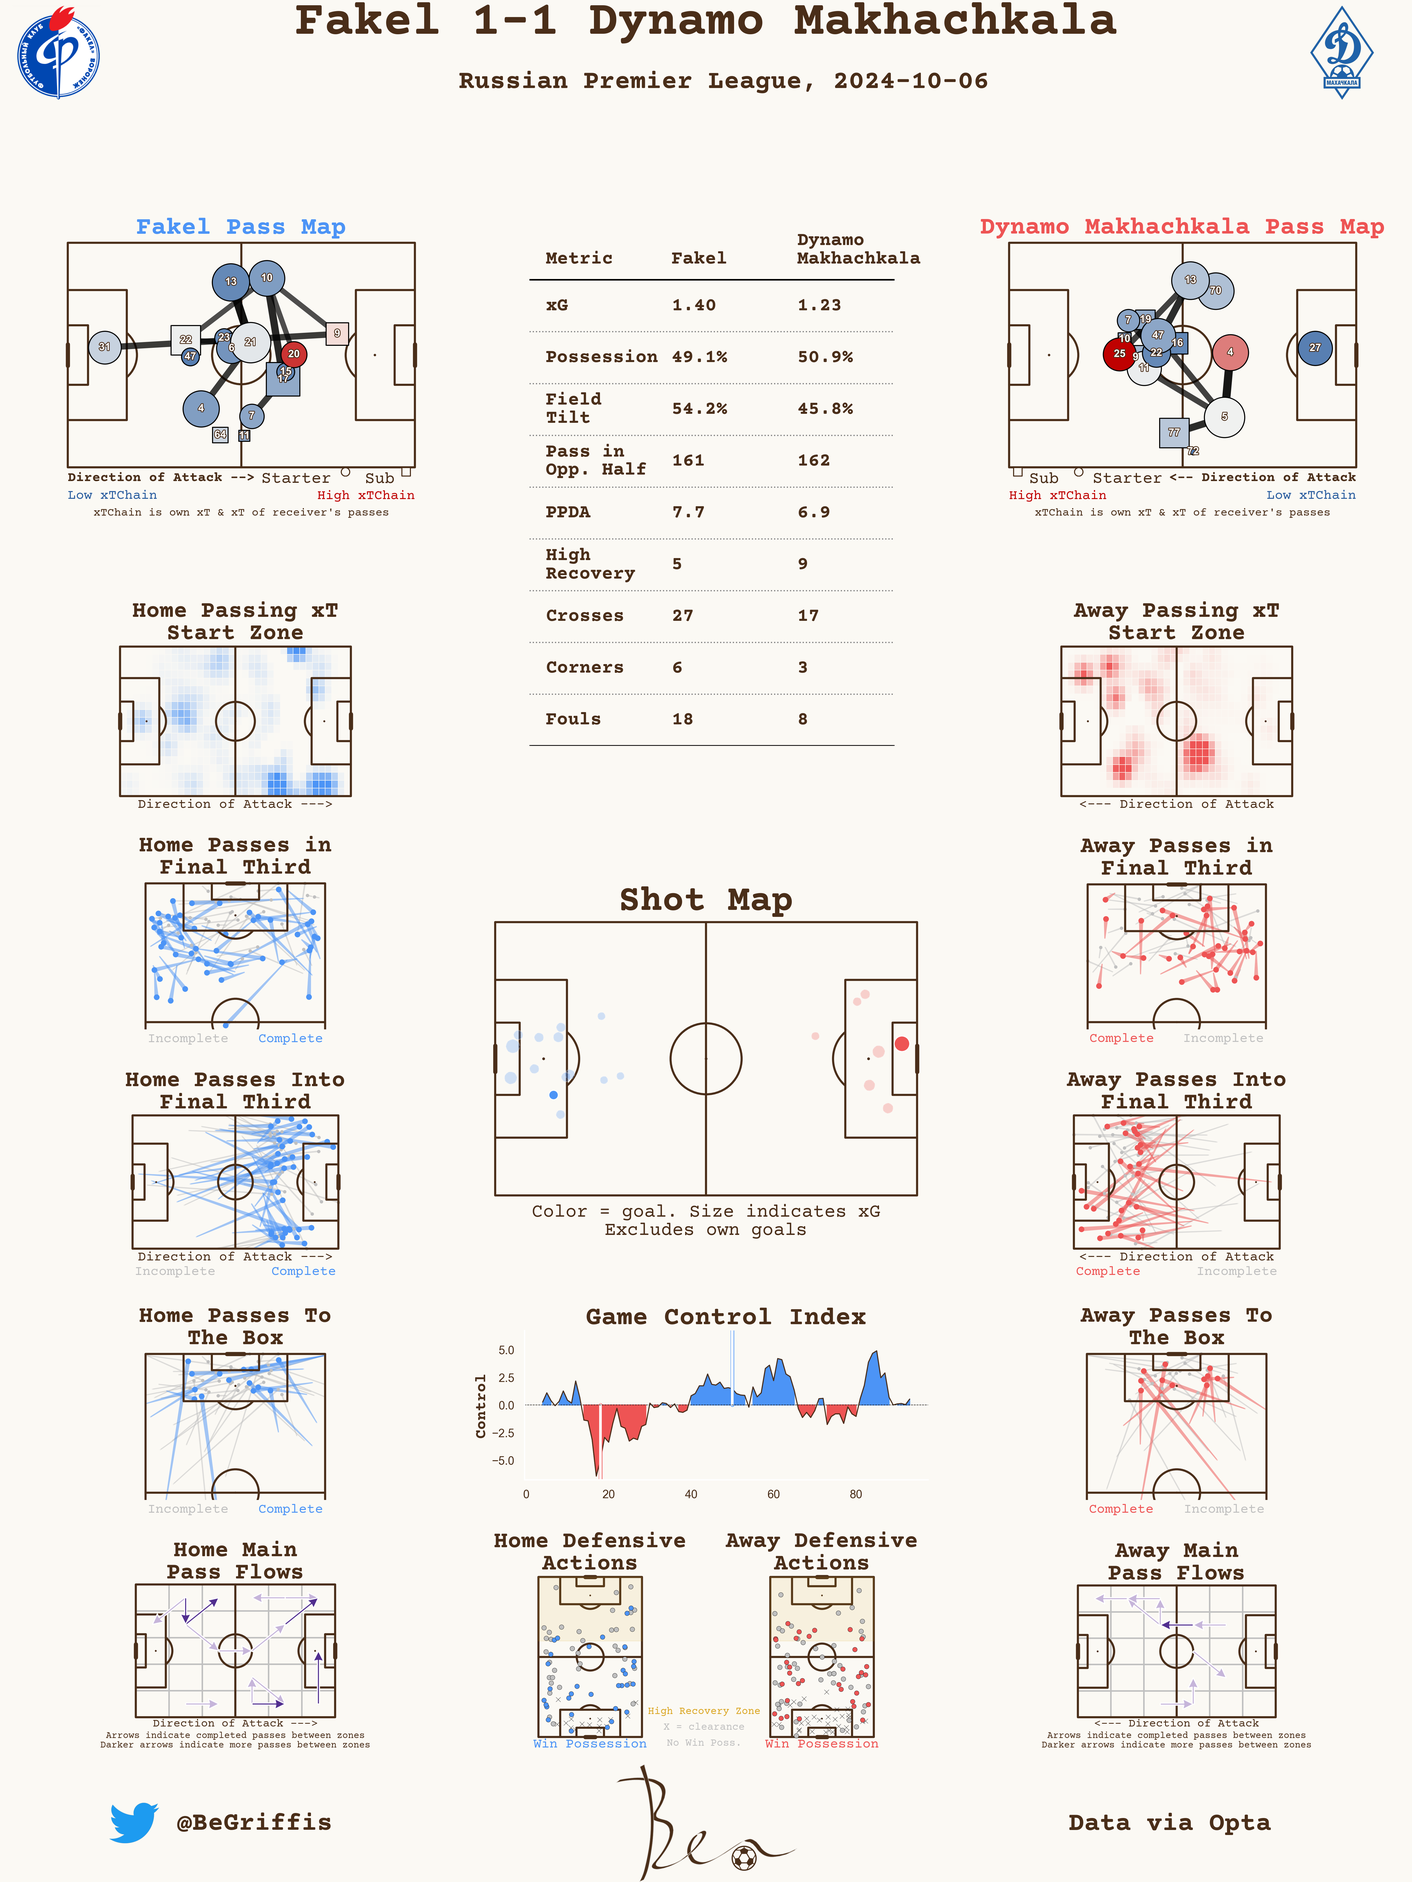 Fakel 1-1 Dynamo Makhachkala
Russian Premier League, 2024-10-06
ФУТБОЛЬНЫЙ КЛУБ
«ФАКЕЛ» ВОРОНЕЖ
МАХАЧКАЛА
Fakel Pass Map
13
10
31
22
23
6
21
9
47
20
15
17
4
7
64
11
Direction of Attack --> Starter Sub
Low xTChain High xTChain
xTChain is own xT & xT of receiver's passes
Metric Fakel Dynamo
Makhachkala
xG 1.40 1.23
Possession 49.1% 50.9%
Field
Tilt 54.2% 45.8%
Pass in
Opp. Half 161 162
PPDA 7.7 6.9
High
Recovery 5 9
Crosses 27 17
Corners 6 3
Fouls 18 8
Dynamo Makhachkala Pass Map
13
70
7
19
10
47
16
25
9
22
11
4
27
5
77
72
Sub Starter <-- Direction of Attack
High xTChain Low xTChain
xTChain is own xT & xT of receiver's passes
Home Passing xT
Start Zone
Direction of Attack --->
Away Passing xT
Start Zone
<--- Direction of Attack
Home Passes in
Final Third
Incomplete Complete
Away Passes in
Final Third
Complete Incomplete
Shot Map
Color = goal. Size indicates xG
Excludes own goals
Home Passes Into
Final Third
Direction of Attack --->
Incomplete Complete
Away Passes Into
Final Third
<--- Direction of Attack
Complete Incomplete
Game Control Index
Control
5.0
2.5
0.0
−2.5
−5.0
0 20 40 60 80
Home Passes To
The Box
Incomplete Complete
Away Passes To
The Box
Complete Incomplete
Home Main
Pass Flows
Direction of Attack --->
Arrows indicate completed passes between zones
Darker arrows indicate more passes between zones
Home Defensive
Actions
Win Possession
High Recovery Zone
X = clearance
No Win Poss.
Away Defensive
Actions
Win Possession
Away Main
Pass Flows
<--- Direction of Attack
Arrows indicate completed passes between zones
Darker arrows indicate more passes between zones
@BeGriffis
Ben
Data via Opta